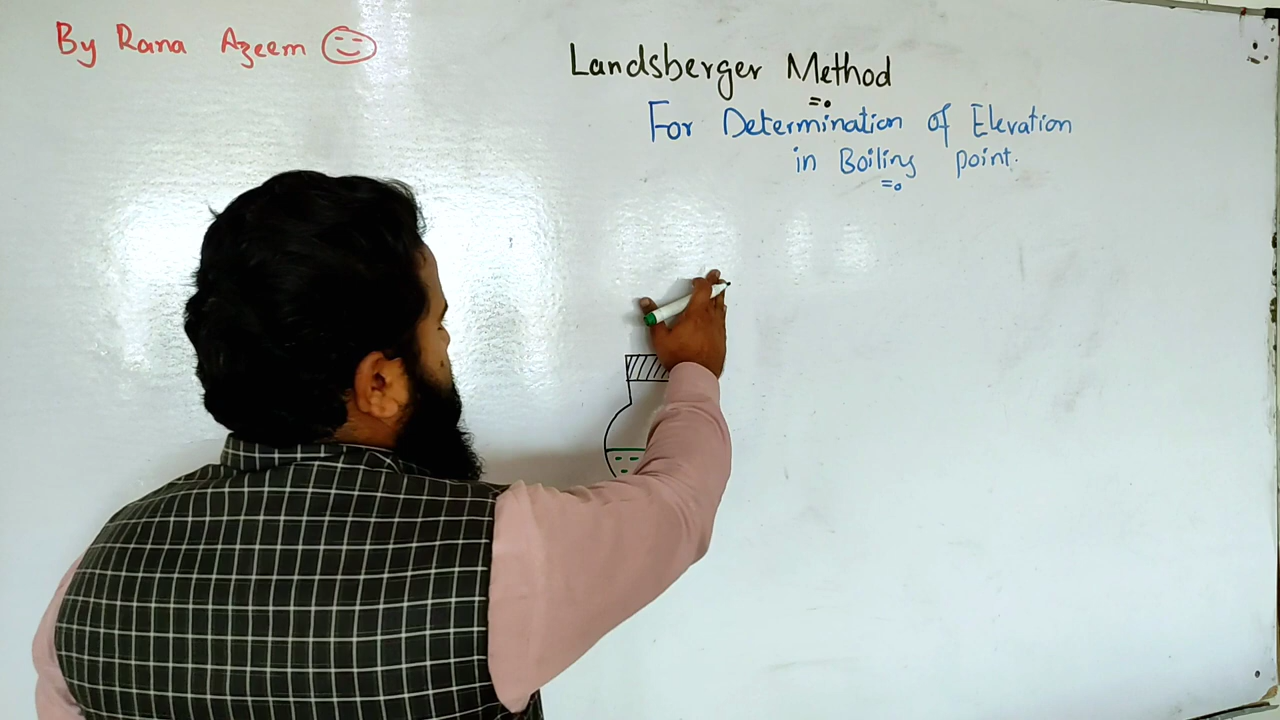 By Rana Azeem
Landsberger Method
For Determination of Elevation
in Boiling point.